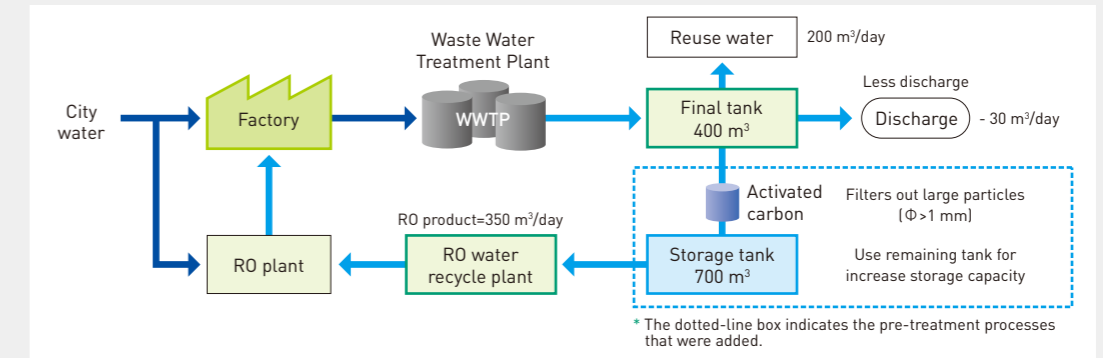 City
water
Factory
Waste Water
Treatment Plant
WWTP
Reuse water
200 m³/day
Final tank
400 m³
Less discharge
Discharge
- 30 m³/day
Activated
carbon
Filters out large particles
(Φ>1 mm)
RO plant
RO product=350 m³/day
RO water
recycle plant
Storage tank
700 m³
Use remaining tank for
increase storage capacity
* The dotted-line box indicates the pre-treatment processes
that were added.